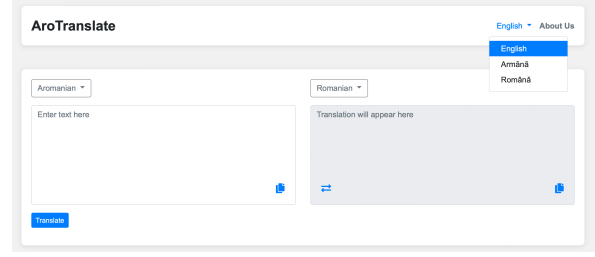 AroTranslate
English About Us
English
Armãnã
Română
Aromanian Romanian
Enter text here Translation will appear here
Translate